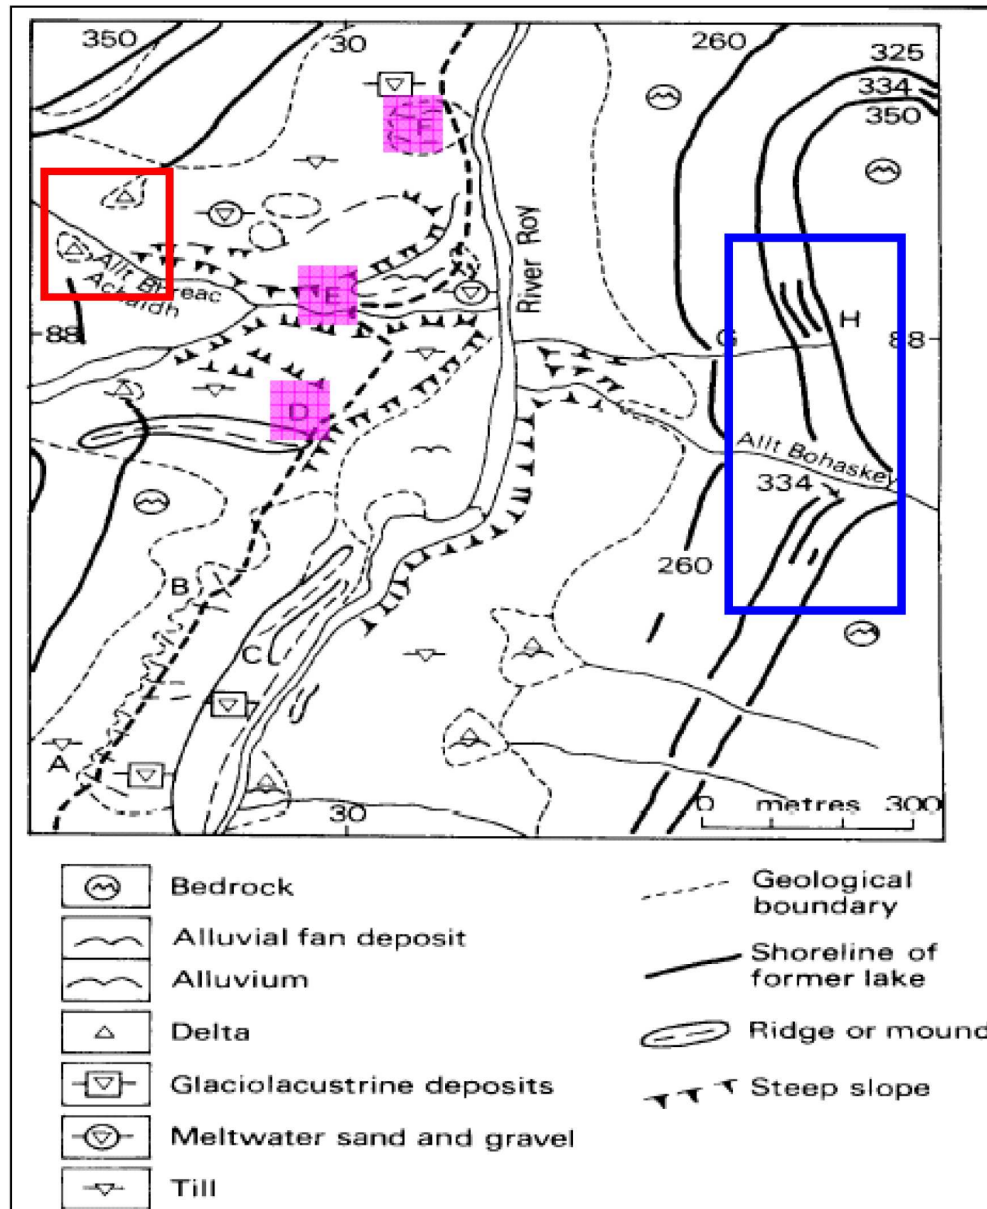 350
30
260
325
334
350
F
River Roy
Allt Bhreac
Achaidh
E
88
G
H
88
D
Allt Bohaskey
334
260
B
C
A
30
0 metres 300
Bedrock
Alluvial fan deposit
Alluvium
Delta
Glaciolacustrine deposits
Meltwater sand and gravel
Till
Geological
boundary
Shoreline of
former lake
Ridge or mound
Steep slope